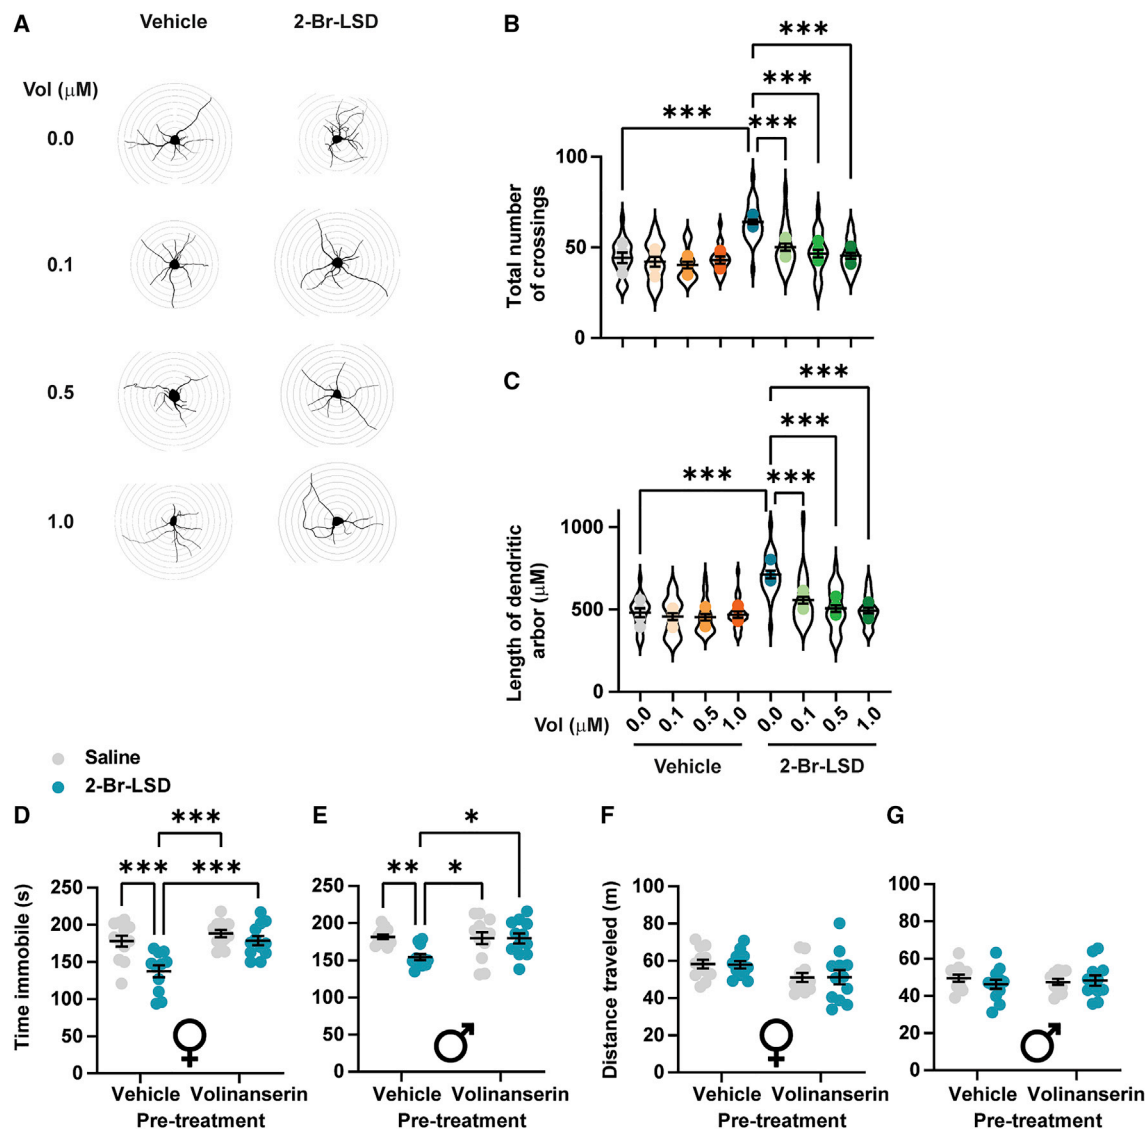 A
Vehicle
2-Br-LSD
Vol (μM)
0.0
0.1
0.5
1.0
B
***
***
***
***
100
50
0
Total number
of crossings
C
***
***
***
***
1000
500
0
Length of dendritic
arbor (μM)
Vol (μM)
0.0
0.1
0.5
1.0
0.0
0.1
0.5
1.0
Vehicle
2-Br-LSD
Saline
2-Br-LSD
D
***
***
***
Time immobile (s)
250
200
150
100
50
0
♀
Vehicle
Volinanserin
Pre-treatment
E
*
**
*
250
200
150
100
50
0
♂
Vehicle
Volinanserin
Pre-treatment
F
Distance traveled (m)
100
80
60
40
20
0
♀
Vehicle
Volinanserin
Pre-treatment
G
100
80
60
40
20
0
♂
Vehicle
Volinanserin
Pre-treatment